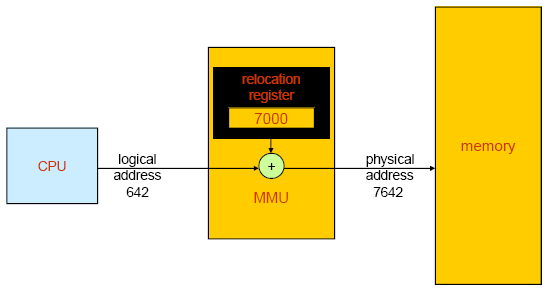 relocation
register
7000
CPU
logical
address
642
+
MMU
physical
address
7642
memory